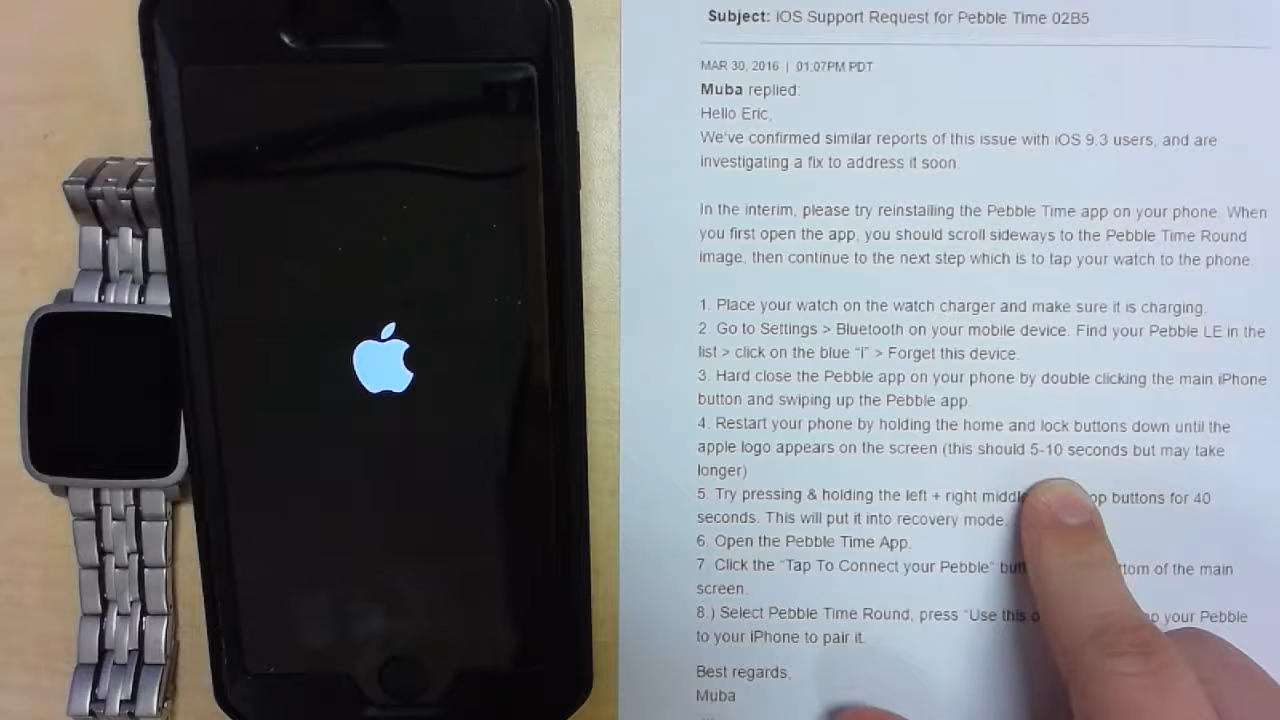 Subject: iOS Support Request for Pebble Time 02B5
MAR 30, 2016 | 01:07PM PDT
Muba replied:
Hello Eric,
We've confirmed similar reports of this issue with iOS 9.3 users, and are
investigating a fix to address it soon.
In the interim, please try reinstalling the Pebble Time app on your phone. When
you first open the app, you should scroll sideways to the Pebble Time Round
image, then continue to the next step which is to tap your watch to the phone.
1. Place your watch on the watch charger and make sure it is charging.
2. Go to Settings > Bluetooth on your mobile device. Find your Pebble LE in the
list > click on the blue “i” > Forget this device.
3. Hard close the Pebble app on your phone by double clicking the main iPhone
button and swiping up the Pebble app.
4. Restart your phone by holding the home and lock buttons down until the
apple logo appears on the screen (this should 5-10 seconds but may take
longer)
5. Try pressing & holding the left + right buttons for 40
seconds. This will put it into recovery mode.
6. Open the Pebble Time App.
7. Click the “Tap To Connect your Pebble” of the main
screen.
8.) Select Pebble Time Round, press “Use this your Pebble
to your iPhone to pair it.
Best regards,
Muba